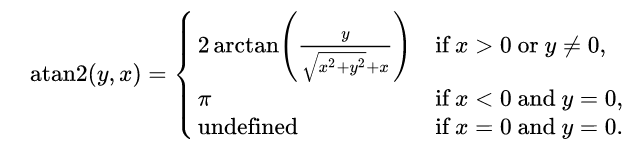 atan2(y, x) = { 2 arctan( y / √x² + y² + x ) if x > 0 or y ≠ 0,
π if x < 0 and y = 0,
undefined if x = 0 and y = 0.